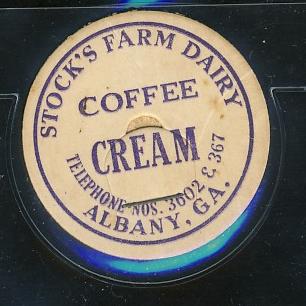 STOCK'S FARM DAIRY
COFFEE
CREAM
TELEPHONE NOS. 3602 & 367
ALBANY, GA.